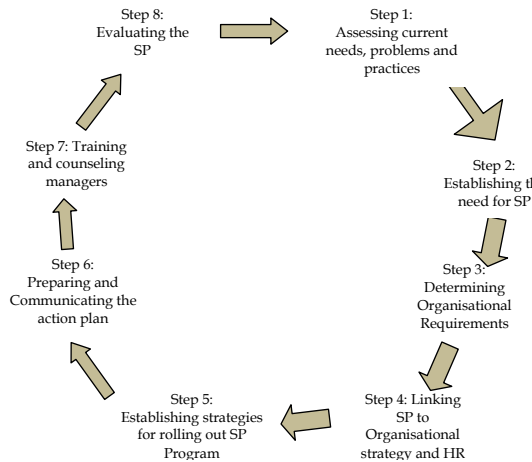 Step 1:
Assessing current
needs, problems and
practices
Step 2:
Establishing th
need for SP
Step 3:
Determining
Organisational
Requirements
Step 4: Linking
SP to
Organisational
strategy and HR
Step 5:
Establishing strategies
for rolling out SP
Program
Step 6:
Preparing and
Communicating the
action plan
Step 7: Training
and counseling
managers
Step 8:
Evaluating the
SP